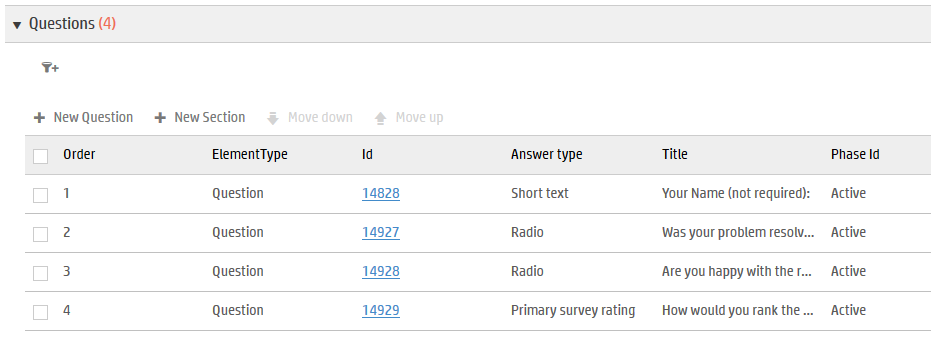 Questions (4)
New Question New Section Move down Move up
Order ElementType Id Answer type Title Phase Id
1 Question 14828 Short text Your Name (not required): Active
2 Question 14927 Radio Was your problem resolv... Active
3 Question 14928 Radio Are you happy with the r... Active
4 Question 14929 Primary survey rating How would you rank the ... Active